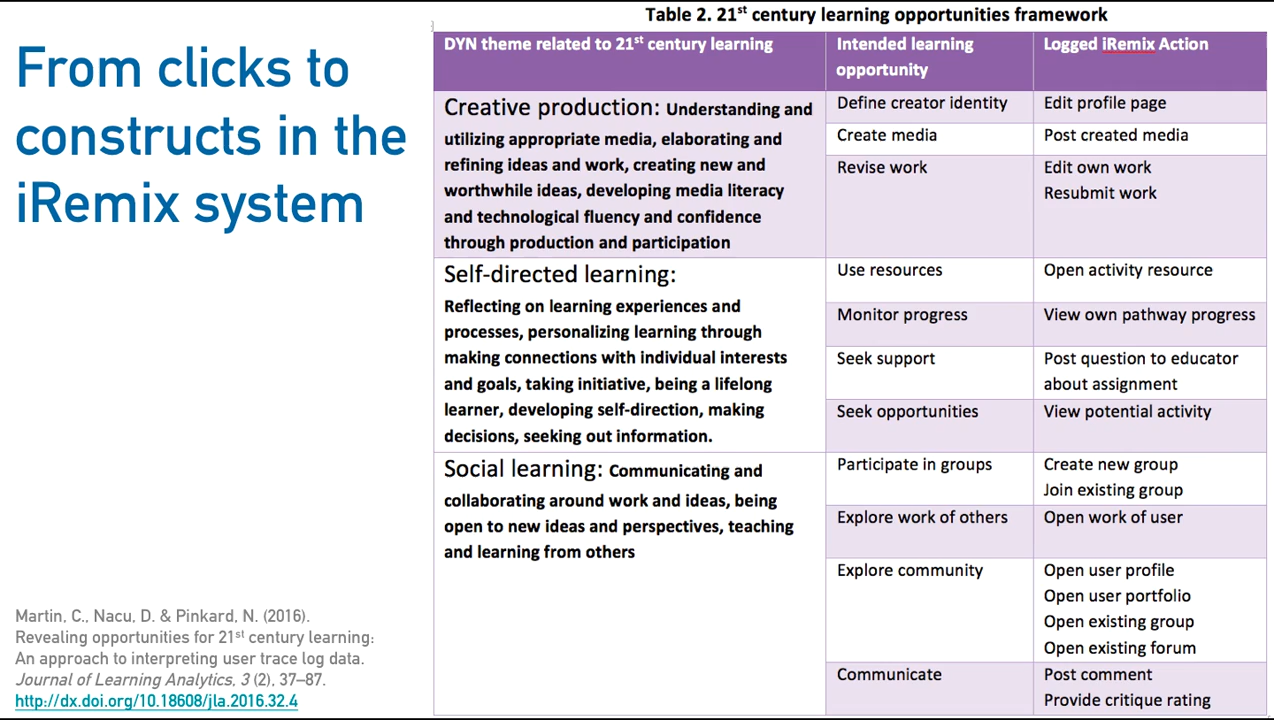 From clicks to
constructs in the
iRemix system
Martin, C., Nacu, D. & Pinkard, N. (2016).
Revealing opportunities for 21st century learning:
An approach to interpreting user trace log data.
Journal of Learning Analytics, 3 (2), 37–87.
http://dx.doi.org/10.18608/jla.2016.32.4
Table 2. 21st century learning opportunities framework
DYN theme related to 21st century learning
Intended learning
opportunity
Logged iRemix Action
Creative production: Understanding and
utilizing appropriate media, elaborating and
refining ideas and work, creating new and
worthwhile ideas, developing media literacy
and technological fluency and confidence
through production and participation
Define creator identity
Edit profile page
Create media
Post created media
Revise work
Edit own work
Resubmit work
Self-directed learning:
Reflecting on learning experiences and
processes, personalizing learning through
making connections with individual interests
and goals, taking initiative, being a lifelong
learner, developing self-direction, making
decisions, seeking out information.
Use resources
Open activity resource
Monitor progress
View own pathway progress
Seek support
Post question to educator
about assignment
Seek opportunities
View potential activity
Social learning: Communicating and
collaborating around work and ideas, being
open to new ideas and perspectives, teaching
and learning from others
Participate in groups
Create new group
Join existing group
Explore work of others
Open work of user
Explore community
Open user profile
Open user portfolio
Open existing group
Open existing forum
Communicate
Post comment
Provide critique rating